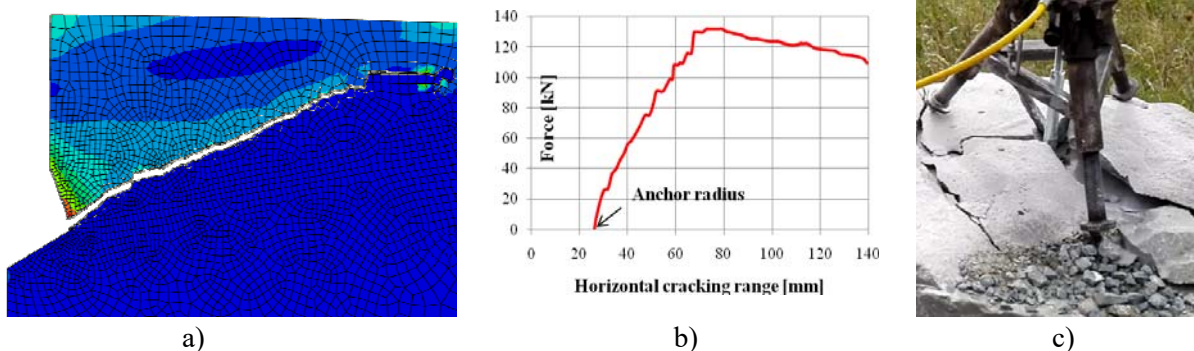 140
120
100
80
60
40
20
0
Force [kN]
Anchor radius
0 20 40 60 80 100 120 140
Horizontal cracking range [mm]
a) b) c)